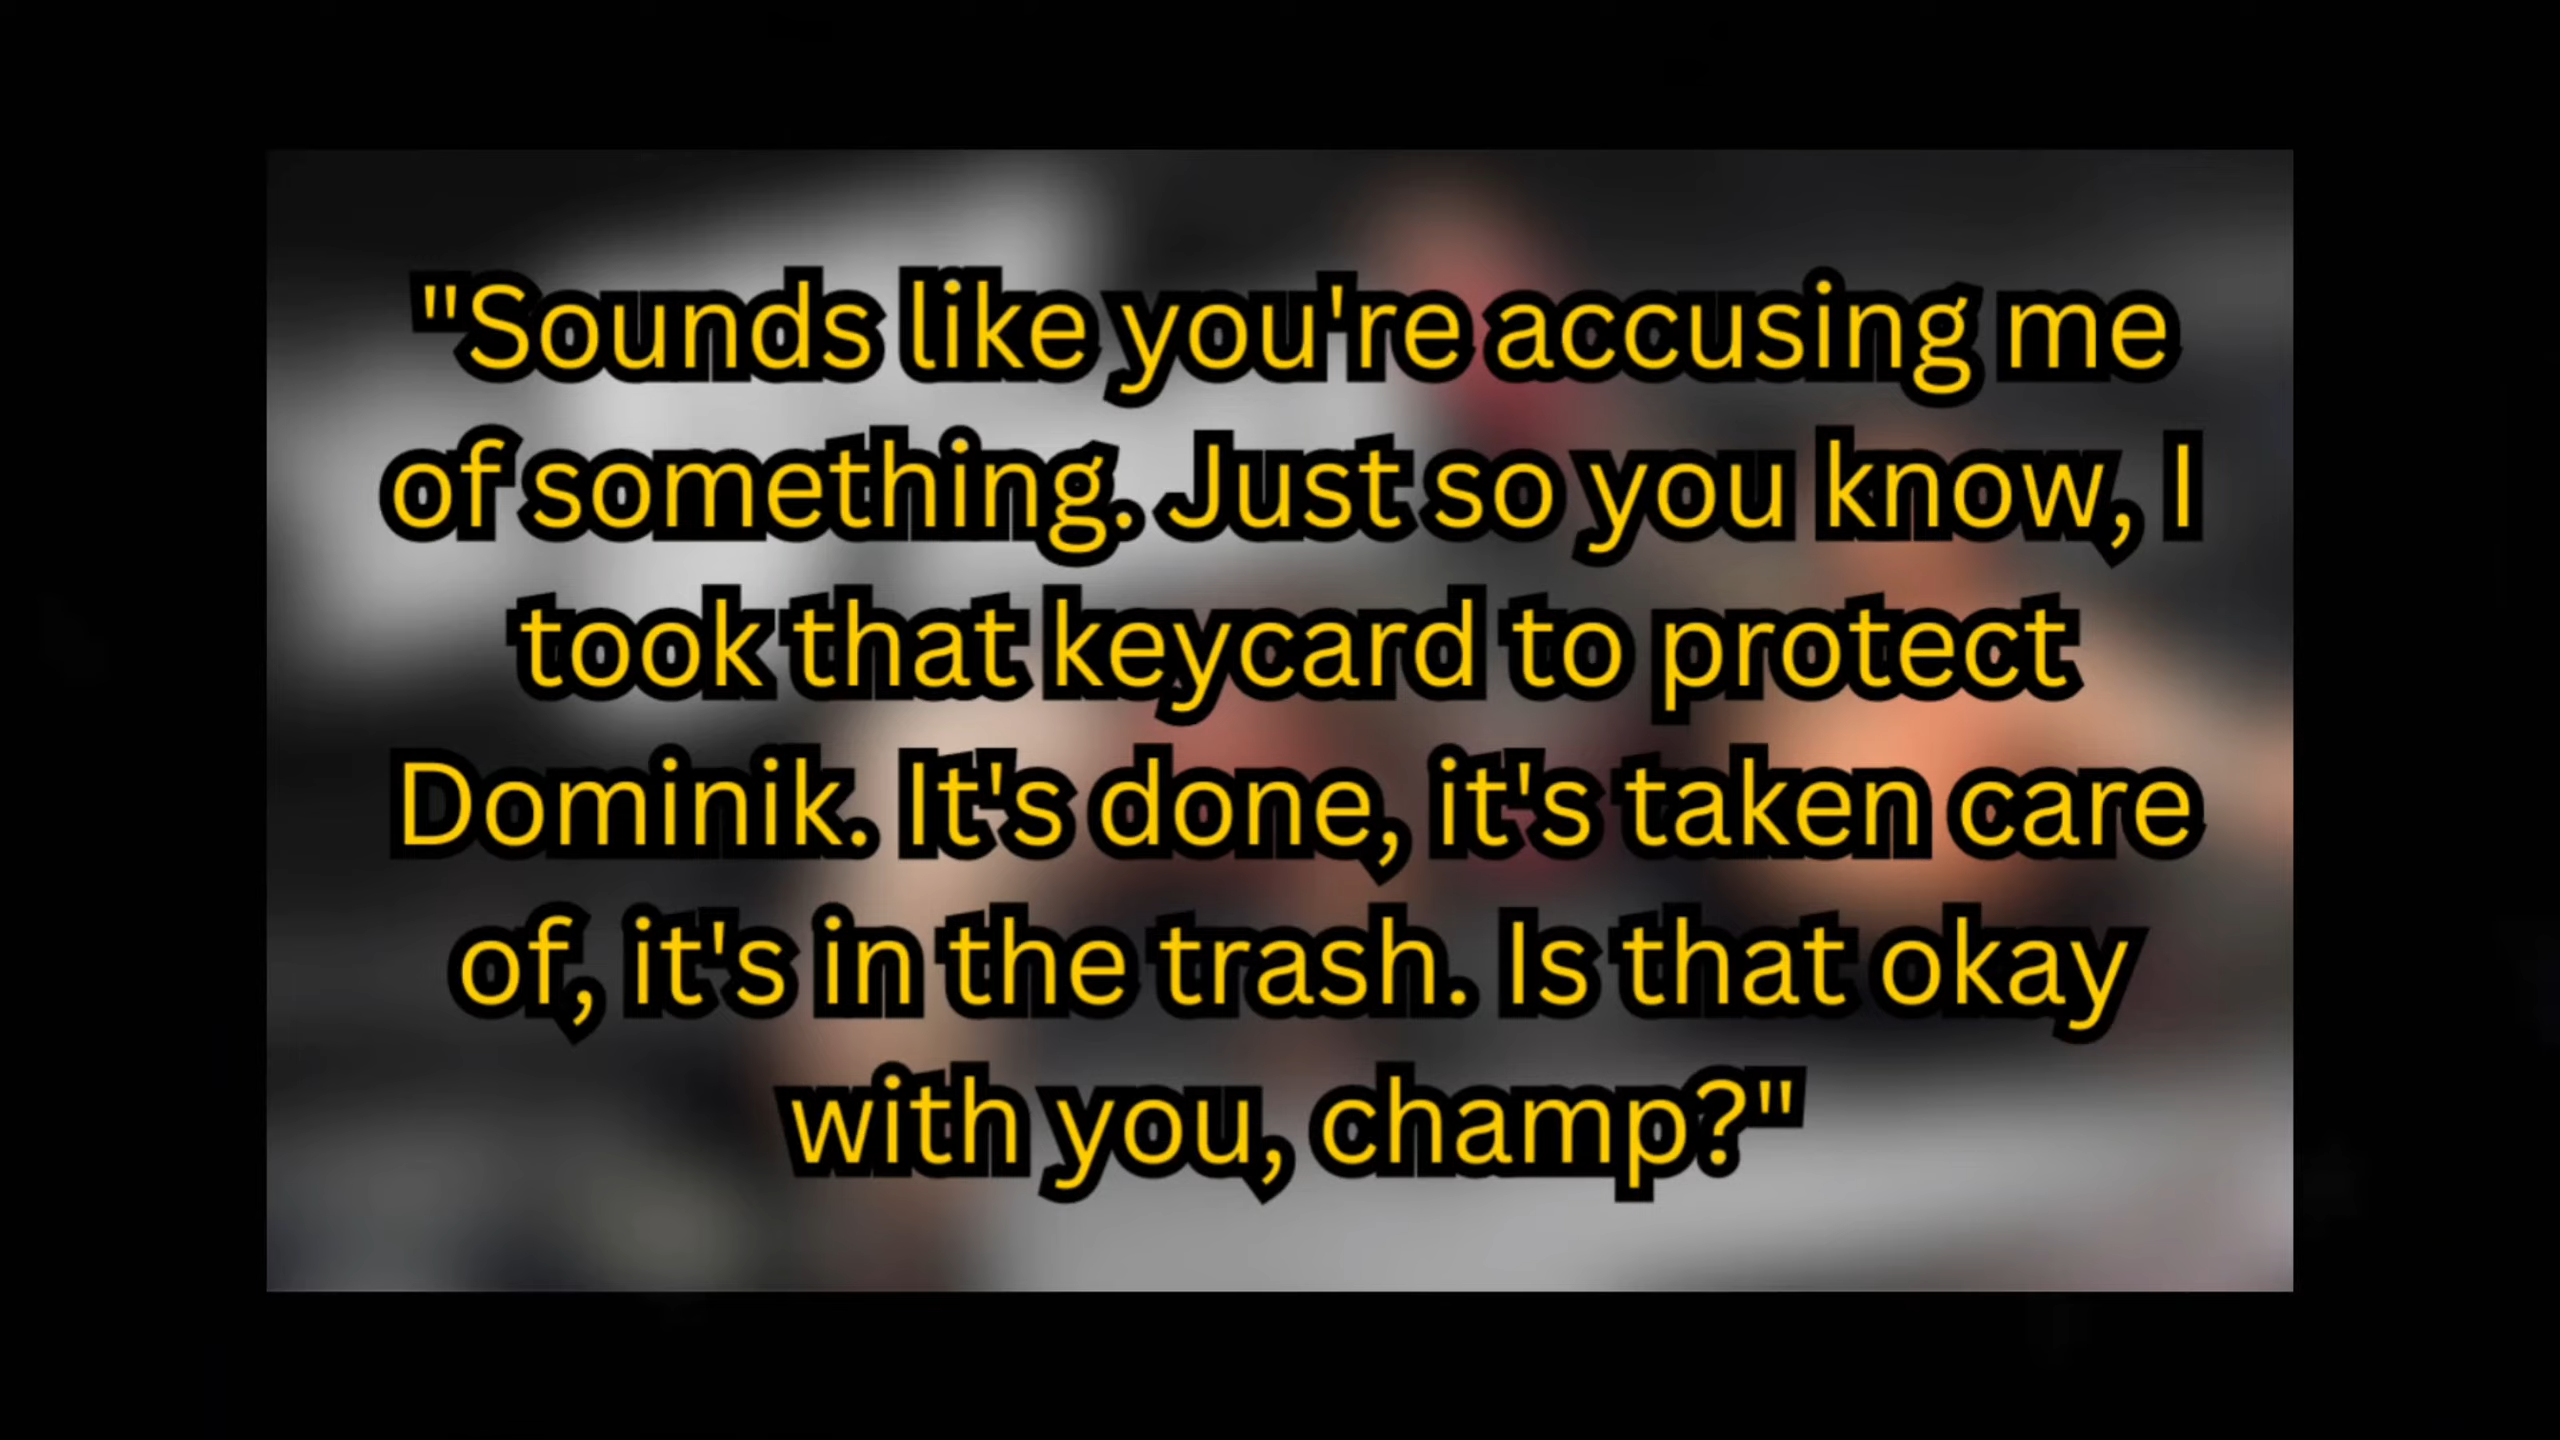 "Sounds like you're accusing me
of something. Just so you know, I
took that keycard to protect
Dominik. It's done, it's taken care
of, it's in the trash. Is that okay
with you, champ?"